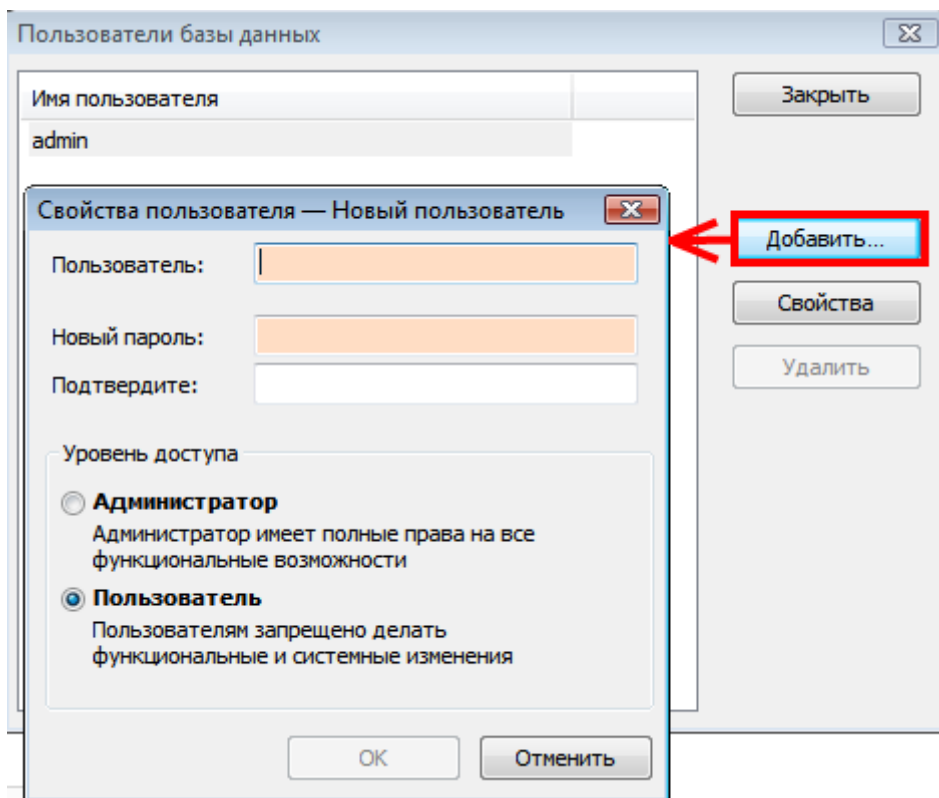 Пользователи базы данных
Имя пользователя
admin
Закрыть
Добавить...
Свойства
Удалить
Свойства пользователя — Новый пользователь
Пользователь:
Новый пароль:
Подтвердите:
Уровень доступа
Администратор
Администратор имеет полные права на все
функциональные возможности
Пользователь
Пользователям запрещено делать
функциональные и системные изменения
OK
Отменить